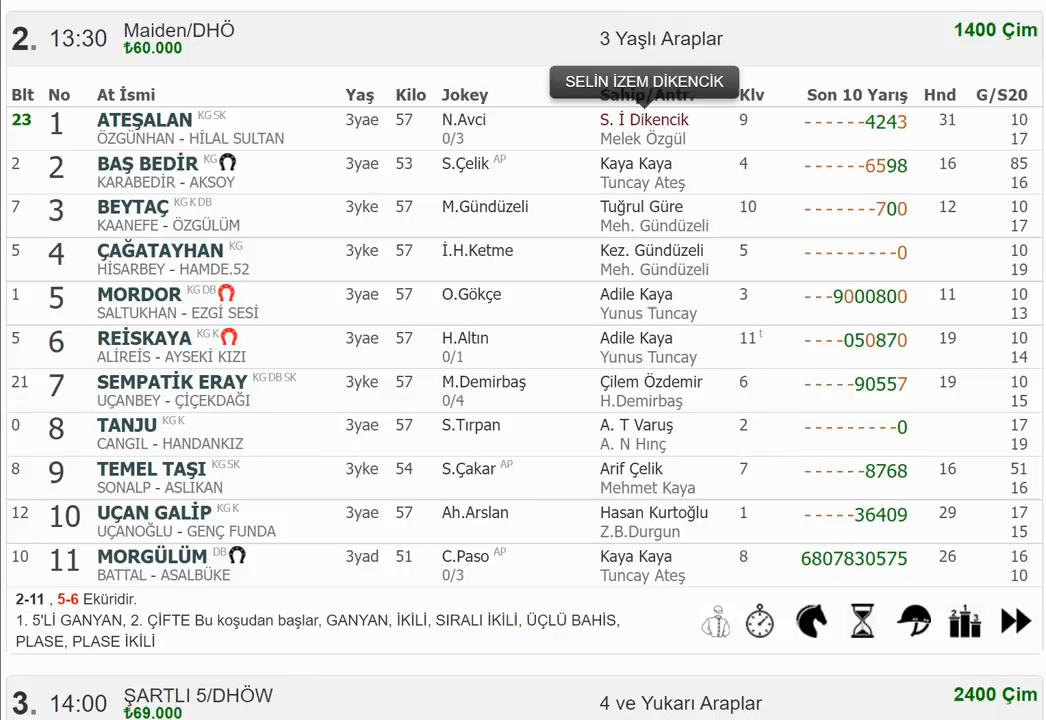 2. 13:30 Maiden/DHÖ 3 Yaşlı Araplar 1400 Çim
₺60.000
SELİN İZEM DİKENCİK
Blt No At İsmi Yaş Kilo Jokey Sahip/Antr. Klv Son 10 Yarış Hnd G/S20
23 1 ATEŞALAN KG SK 3yae 57 N.Avci S. İ Dikencik 9 - - - - - -4243 31 10
ÖZGÜNHAN - HİLAL SULTAN 0/3 Melek Özgül 17
2 2 BAŞ BEDİR KG 3yae 53 S.Çelik AP Kaya Kaya 4 - - - - - -6598 16 85
KARABEDİR - AKSOY Tuncay Ateş 16
7 3 BEYTAÇ KG K DB 3yke 57 M.Gündüzeli Tuğrul Güre 10 - - - - - - -700 12 10
KAANEFE - ÖZGÜLÜM Meh. Gündüzeli 17
5 4 ÇAĞATAYHAN KG 3yke 57 İ.H.Ketme Kez. Gündüzeli 5 - - - - - - - - -0 10
HİSARBEY - HAMDE.52 Meh. Gündüzeli 19
1 5 MORDOR KG DB 3yae 57 O.Gökçe Adile Kaya 3 - - -9000800 11 10
SALTUKHAN - EZGİ SESİ Yunus Tuncay 13
5 6 REİSKAYA KG K 3yae 57 H.Altın Adile Kaya 11 t - - - -050870 19 10
ALİREİS - AYSEKİ KIZI 0/1 Yunus Tuncay 14
21 7 SEMPATİK ERAY KG DB SK 3yke 57 M.Demirbaş Çilem Özdemir 6 - - - - -90557 19 10
UÇANBEY - ÇİÇEKDAĞI 0/4 H.Demirbaş 15
0 8 TANJU KG K 3yae 57 S.Tırpan A. T Varuş 2 - - - - - - - - -0 17
CANGIL - HANDANKIZ A. N Hınç 19
8 9 TEMEL TAŞI KG SK 3yke 54 S.Çakar AP Arif Çelik 7 - - - - - -8768 16 51
SONALP - ASLIKAN Mehmet Kaya 16
12 10 UÇAN GALİP KG K 3yae 57 Ah.Arslan Hasan Kurtoğlu 1 - - - - -36409 29 17
UÇANOĞLU - GENÇ FUNDA Z.B.Durgun 15
10 11 MORGÜLÜM DB 3yad 51 C.Paso AP Kaya Kaya 8 6807830575 26 16
BATTAL - ASALBÜKE 0/3 Tuncay Ateş 10
2-11 , 5-6 Eküridir.
1. 5'Lİ GANYAN, 2. ÇİFTE Bu koşudan başlar, GANYAN, İKİLİ, SIRALI İKİLİ, ÜÇLÜ BAHİS,
PLASE, PLASE İKİLİ
2 1 3
3. 14:00 ŞARTLI 5/DHÖW 4 ve Yukarı Araplar 2400 Çim
₺69.000